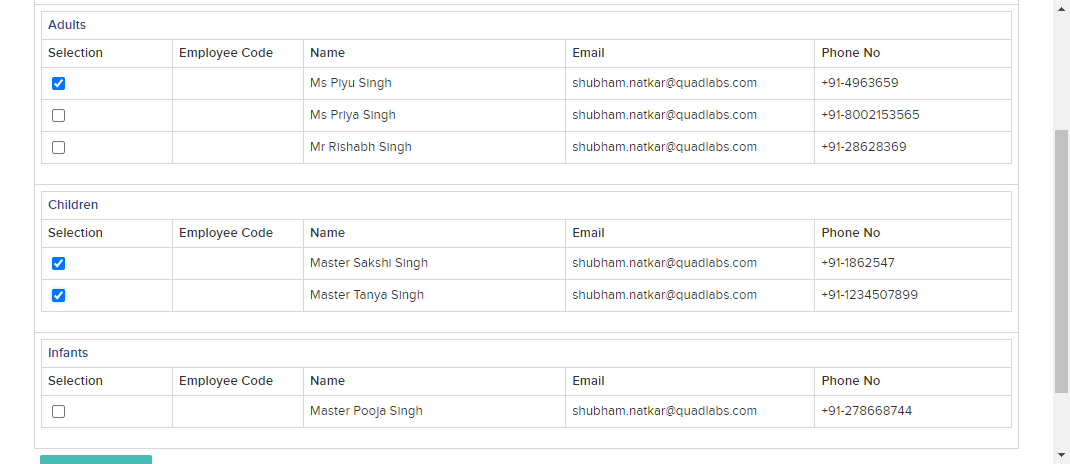 Adults
Selection Employee Code Name Email Phone No
Ms Piyu Singh shubham.natkar@quadlabs.com +91-4963659
Ms Priya Singh shubham.natkar@quadlabs.com +91-8002153565
Mr Rishabh Singh shubham.natkar@quadlabs.com +91-28628369
Children
Selection Employee Code Name Email Phone No
Master Sakshi Singh shubham.natkar@quadlabs.com +91-1862547
Master Tanya Singh shubham.natkar@quadlabs.com +91-1234507899
Infants
Selection Employee Code Name Email Phone No
Master Pooja Singh shubham.natkar@quadlabs.com +91-278668744